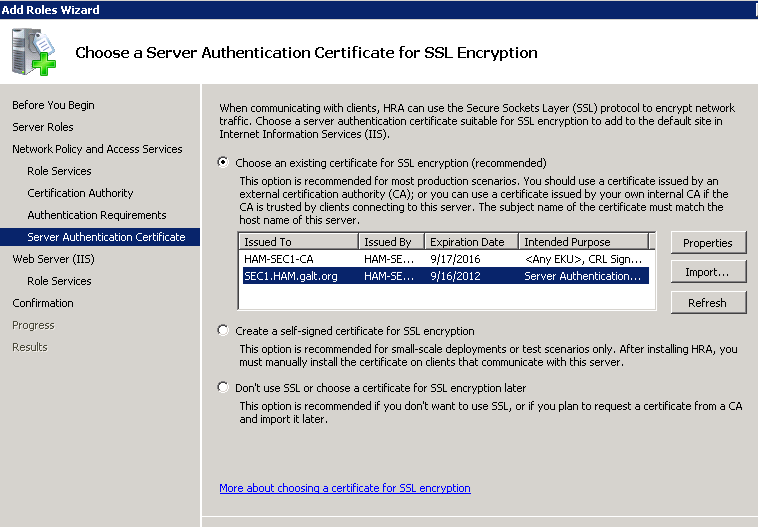 Add Roles Wizard
Choose a Server Authentication Certificate for SSL Encryption
Before You Begin
Server Roles
Network Policy and Access Services
Role Services
Certification Authority
Authentication Requirements
Server Authentication Certificate
Web Server (IIS)
Role Services
Confirmation
Progress
Results
When communicating with clients, HRA can use the Secure Sockets Layer (SSL) protocol to encrypt network
traffic. Choose a server authentication certificate suitable for SSL encryption to add to the default site in
Internet Information Services (IIS).
Choose an existing certificate for SSL encryption (recommended)
This option is recommended for most production scenarios. You should use a certificate issued by an
external certification authority (CA); or you can use a certificate issued by your own internal CA if the
CA is trusted by clients connecting to this server. The subject name of the certificate must match the
host name of this server.
Issued To Issued By Expiration Date Intended Purpose
HAM-SEC1-CA HAM-SE... 9/17/2016 <Any EKU>, CRL Sign...
SEC1.HAM.galt.org HAM-SE... 9/16/2012 Server Authentication...
Properties
Import...
Refresh
Create a self-signed certificate for SSL encryption
This option is recommended for small-scale deployments or test scenarios only. After installing HRA, you
must manually install the certificate on clients that communicate with this server.
Don't use SSL or choose a certificate for SSL encryption later
This option is recommended if you don't want to use SSL, or if you plan to request a certificate from a CA
and import it later.
More about choosing a certificate for SSL encryption